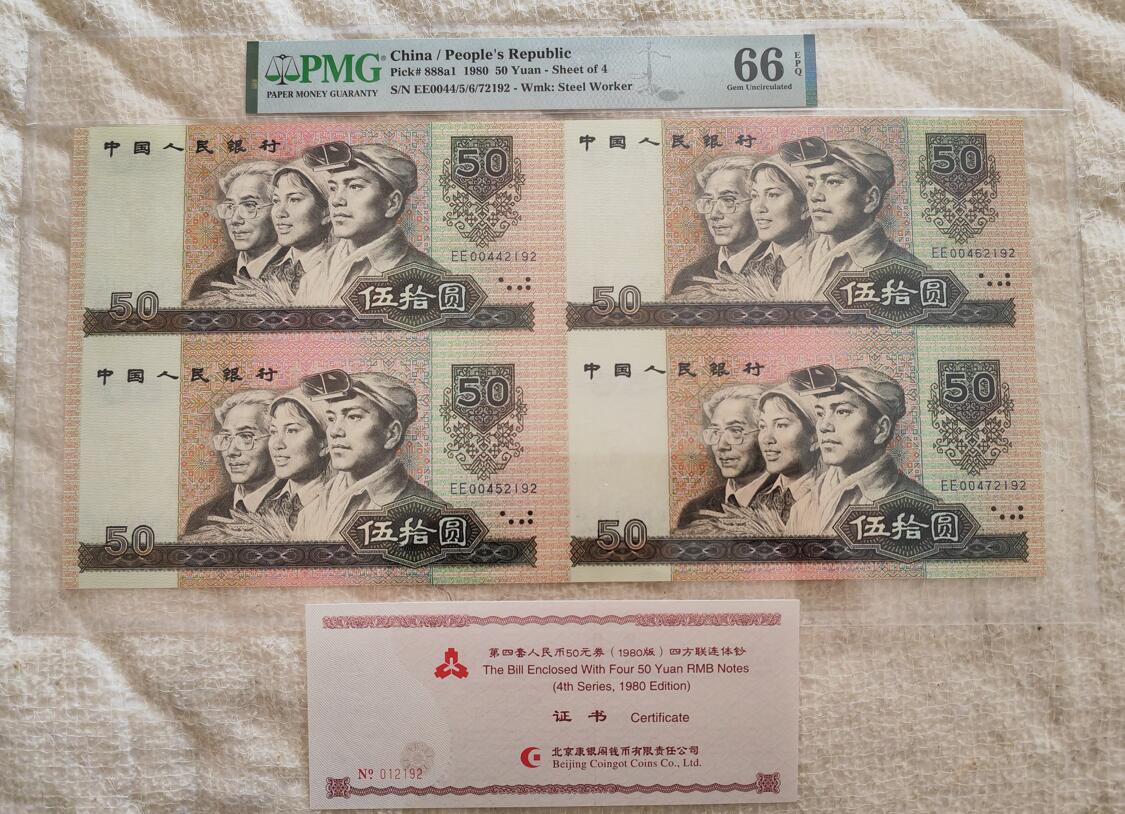 PMG
PAPER MONEY GUARANTY
China / People's Republic
Pick# 888a1 1980 50 Yuan - Sheet of 4
S/N EE0044/5/6/72192 - Wmk: Steel Worker
66
EPQ
Gem Uncirculated
中国人民银行
50
EE00442192
50
伍拾圆
中国人民银行
50
EE00462192
50
伍拾圆
中国人民银行
50
EE00452192
50
伍拾圆
中国人民银行
50
EE00472192
50
伍拾圆
第四套人民币50元券（1980版）四方联连体钞
The Bill Enclosed With Four 50 Yuan RMB Notes
(4th Series, 1980 Edition)
证书 Certificate
北京康银阁钱币有限责任公司
Beijing Coingot Coins Co., Ltd.
Nº 012192